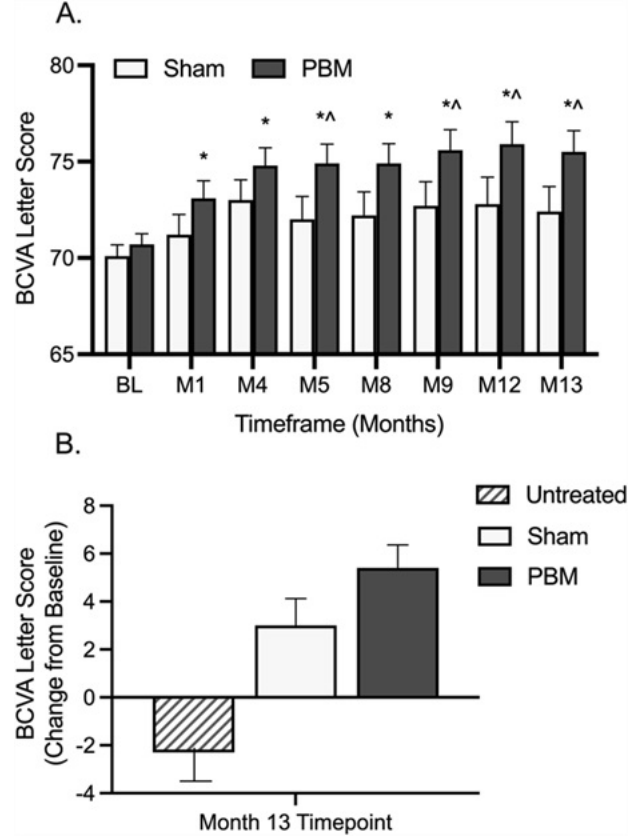 A.
Sham PBM
BCVA Letter Score
80
75
70
65
* * *^ * *^ *^ *^
BL M1 M4 M5 M8 M9 M12 M13
Timeframe (Months)
B.
BCVA Letter Score
(Change from Baseline)
8
6
4
2
0
-2
-4
Untreated
Sham
PBM
Month 13 Timepoint